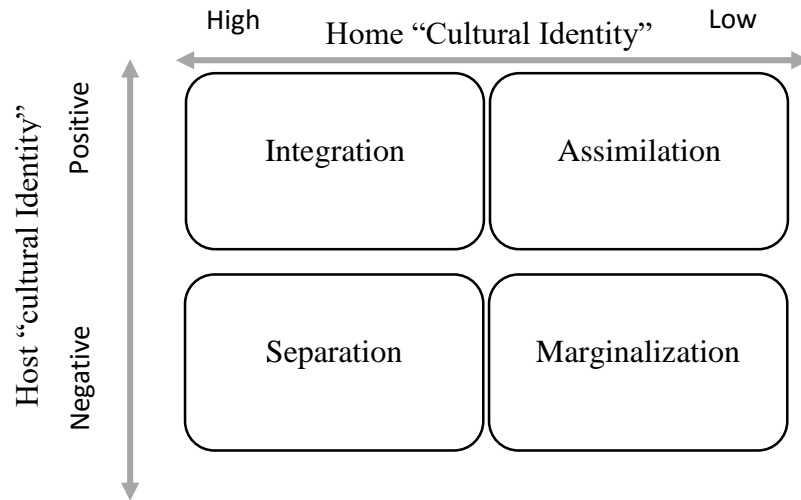 High
Home “Cultural Identity”
Low
Host “cultural Identity”
Positive
Integration
Assimilation
Negative
Separation
Marginalization